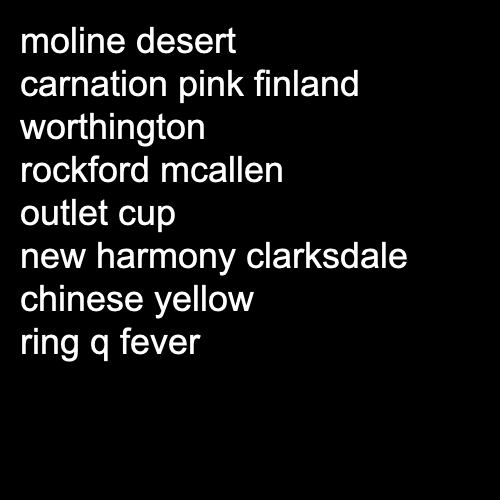 moline desert
carnation pink finland
worthington
rockford mcallen
outlet cup
new harmony clarksdale
chinese yellow
ring q fever